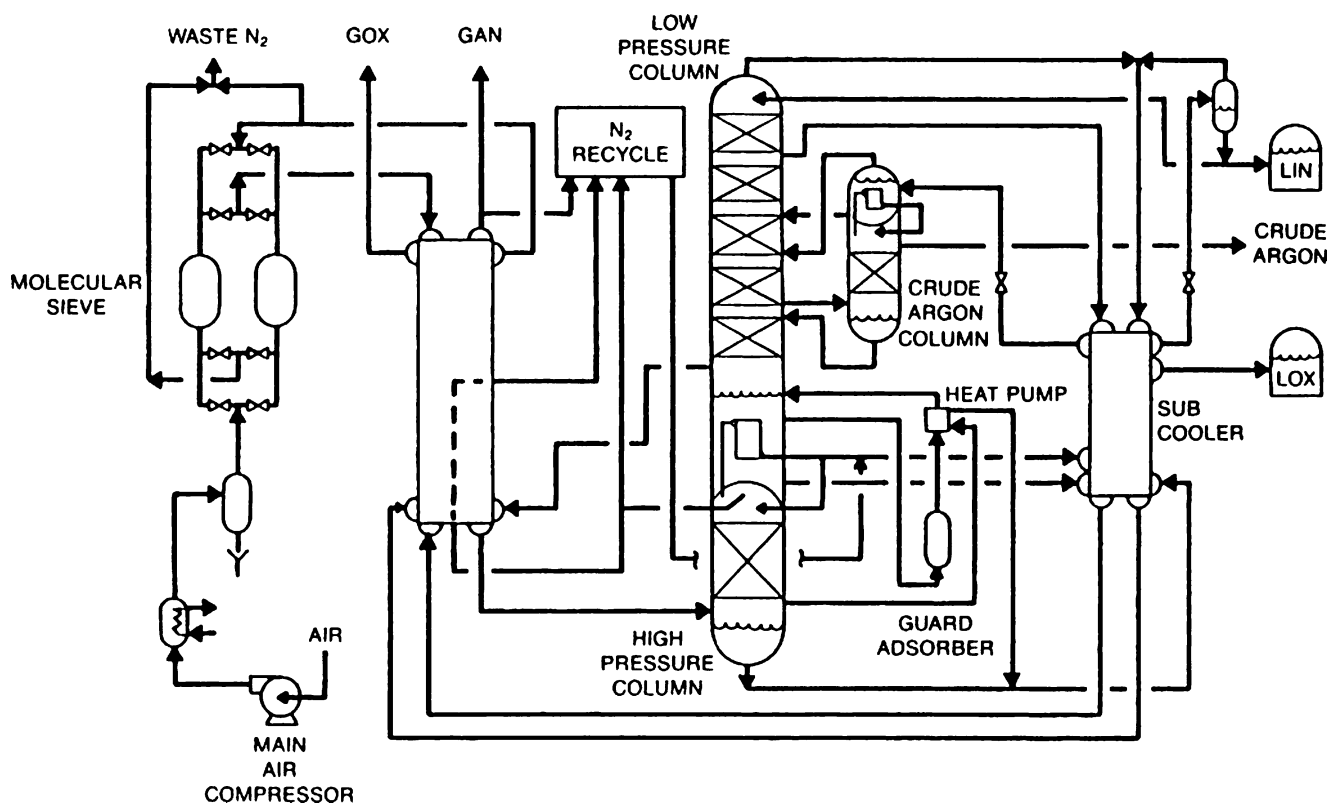 LOW
PRESSURE
COLUMN
WASTE N₂
GOX
GAN
N₂
RECYCLE
LIN
CRUDE
ARGON
MOLECULAR
SIEVE
CRUDE
ARGON
COLUMN
LOX
HEAT PUMP
SUB
COOLER
GUARD
ADSORBER
AIR
HIGH
PRESSURE
COLUMN
MAIN
AIR
COMPRESSOR